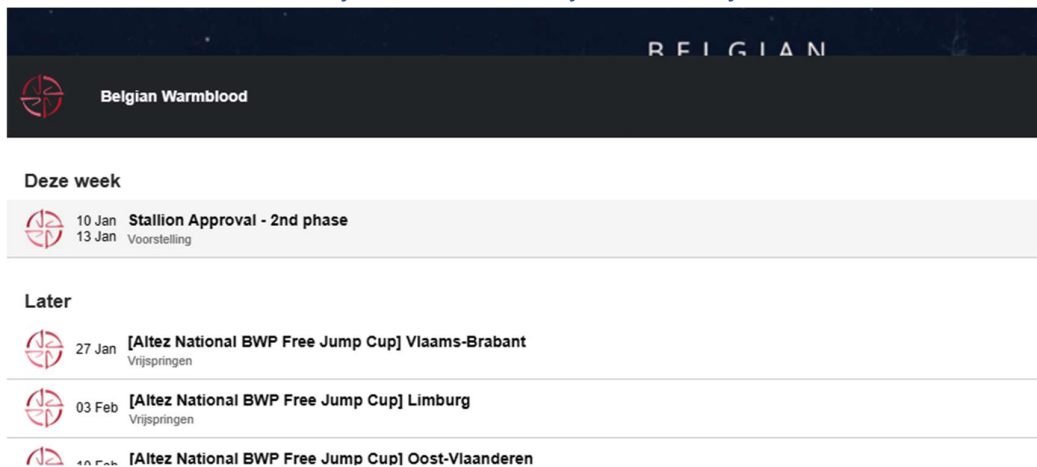 BELGIAN
Belgian Warmblood
Deze week
10 Jan Stallion Approval - 2nd phase
13 Jan Voorstelling
Later
27 Jan [Altez National BWP Free Jump Cup] Vlaams-Brabant
Vrijspringen
03 Feb [Altez National BWP Free Jump Cup] Limburg
Vrijspringen
10 Feb [Altez National BWP Free Jump Cup] Oost-Vlaanderen